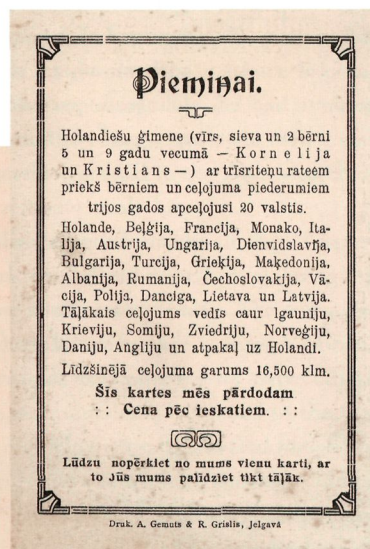 Piemiņai.
Holandiešu ģimene (vīrs, sieva un 2 bērni
5 un 9 gadu vecumā — Kornelija
un Kristians —) ar trīsriteņu rateem
priekš bērniem un ceļojuma piederumiem
trijos gados apceļojusi 20 valstis.
Holande, Beļģija, Francija, Monako, Ita-
lija, Austrija, Ungarija, Dienvidslavija,
Bulgarija, Turcija, Grieķija, Maķedonija,
Albanija, Rumanija, Čechoslovakija, Vā-
cija, Polija, Danciga, Lietava un Latvija.
Tāļākais ceļojums vedīs caur Igauniju,
Krieviju, Somiju, Zviedriju, Norveģiju,
Daniju, Angliju un atpakaļ uz Holandi.
Līdzšinējā ceļojuma garums 16,500 klm.
Šīs kartes mēs pārdodam
: : Cena pēc ieskatiem. : :
Lūdzu nopērkiet no mums vienu karti, ar
to Jūs mums palīdziet tikt tāļāk.
Druk. A. Gemuts & R. Grislis, Jelgavā